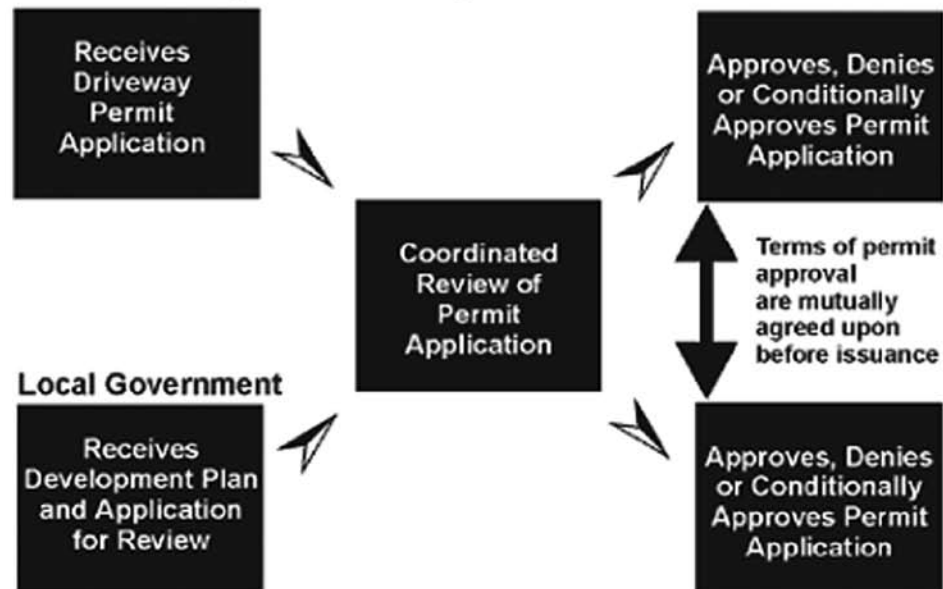 Receives
Driveway
Permit
Application
Approves, Denies
or Conditionally
Approves Permit
Application
Coordinated
Review of
Permit
Application
Terms of permit
approval
are mutually
agreed upon
before issuance
Local Government
Receives
Development Plan
and Application
for Review
Approves, Denies
or Conditionally
Approves Permit
Application